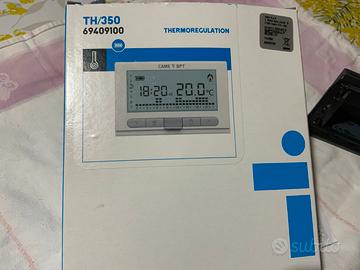 TH/350
69409100
THERMOREGULATION
CAME BPT
18:20
20.0°C
subito